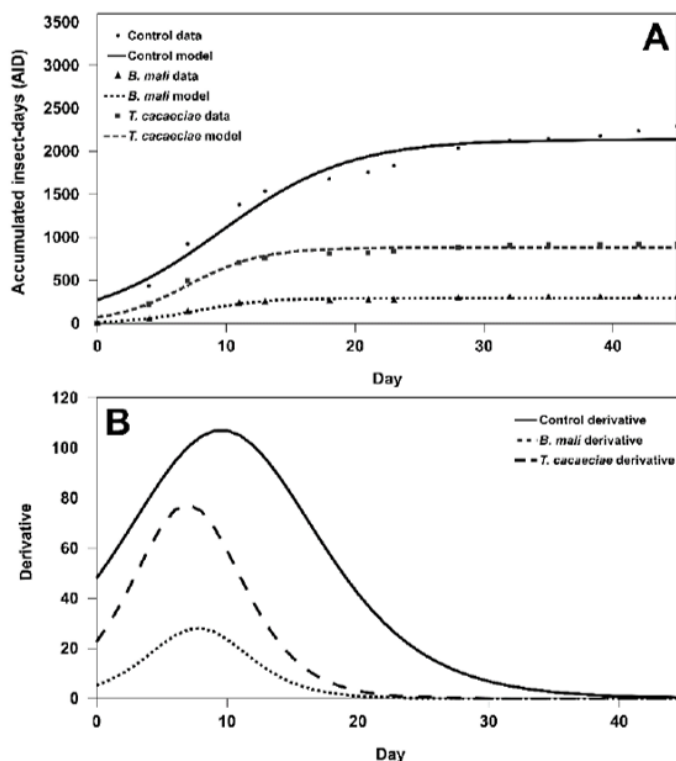 A
Accumulated insect-days (AID)
3500
3000
2500
2000
1500
1000
500
0
Control data
Control model
B. mali data
B. mali model
T. cacaeciae data
T. cacaeciae model
0 10 20 30 40
Day
B
Derivative
120
100
80
60
40
20
0
Control derivative
B. mali derivative
T. cacaeciae derivative
0 10 20 30 40
Day